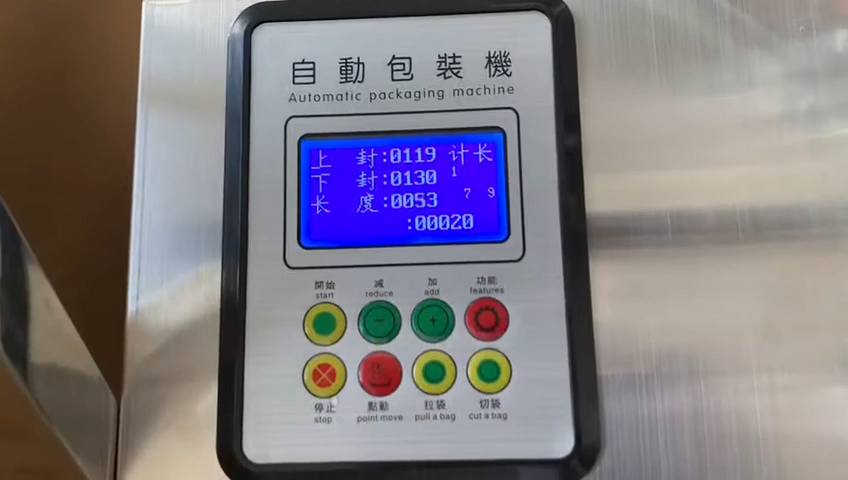 自動包裝機
Automatic packaging machine
上 封:0119 计长
下 封:0130 1
长 度:0053 7 9
:00020
開始 减 加 功能
start reduce add features
停止 點動 拉袋 切袋
stop point move pull a bag cut a bag